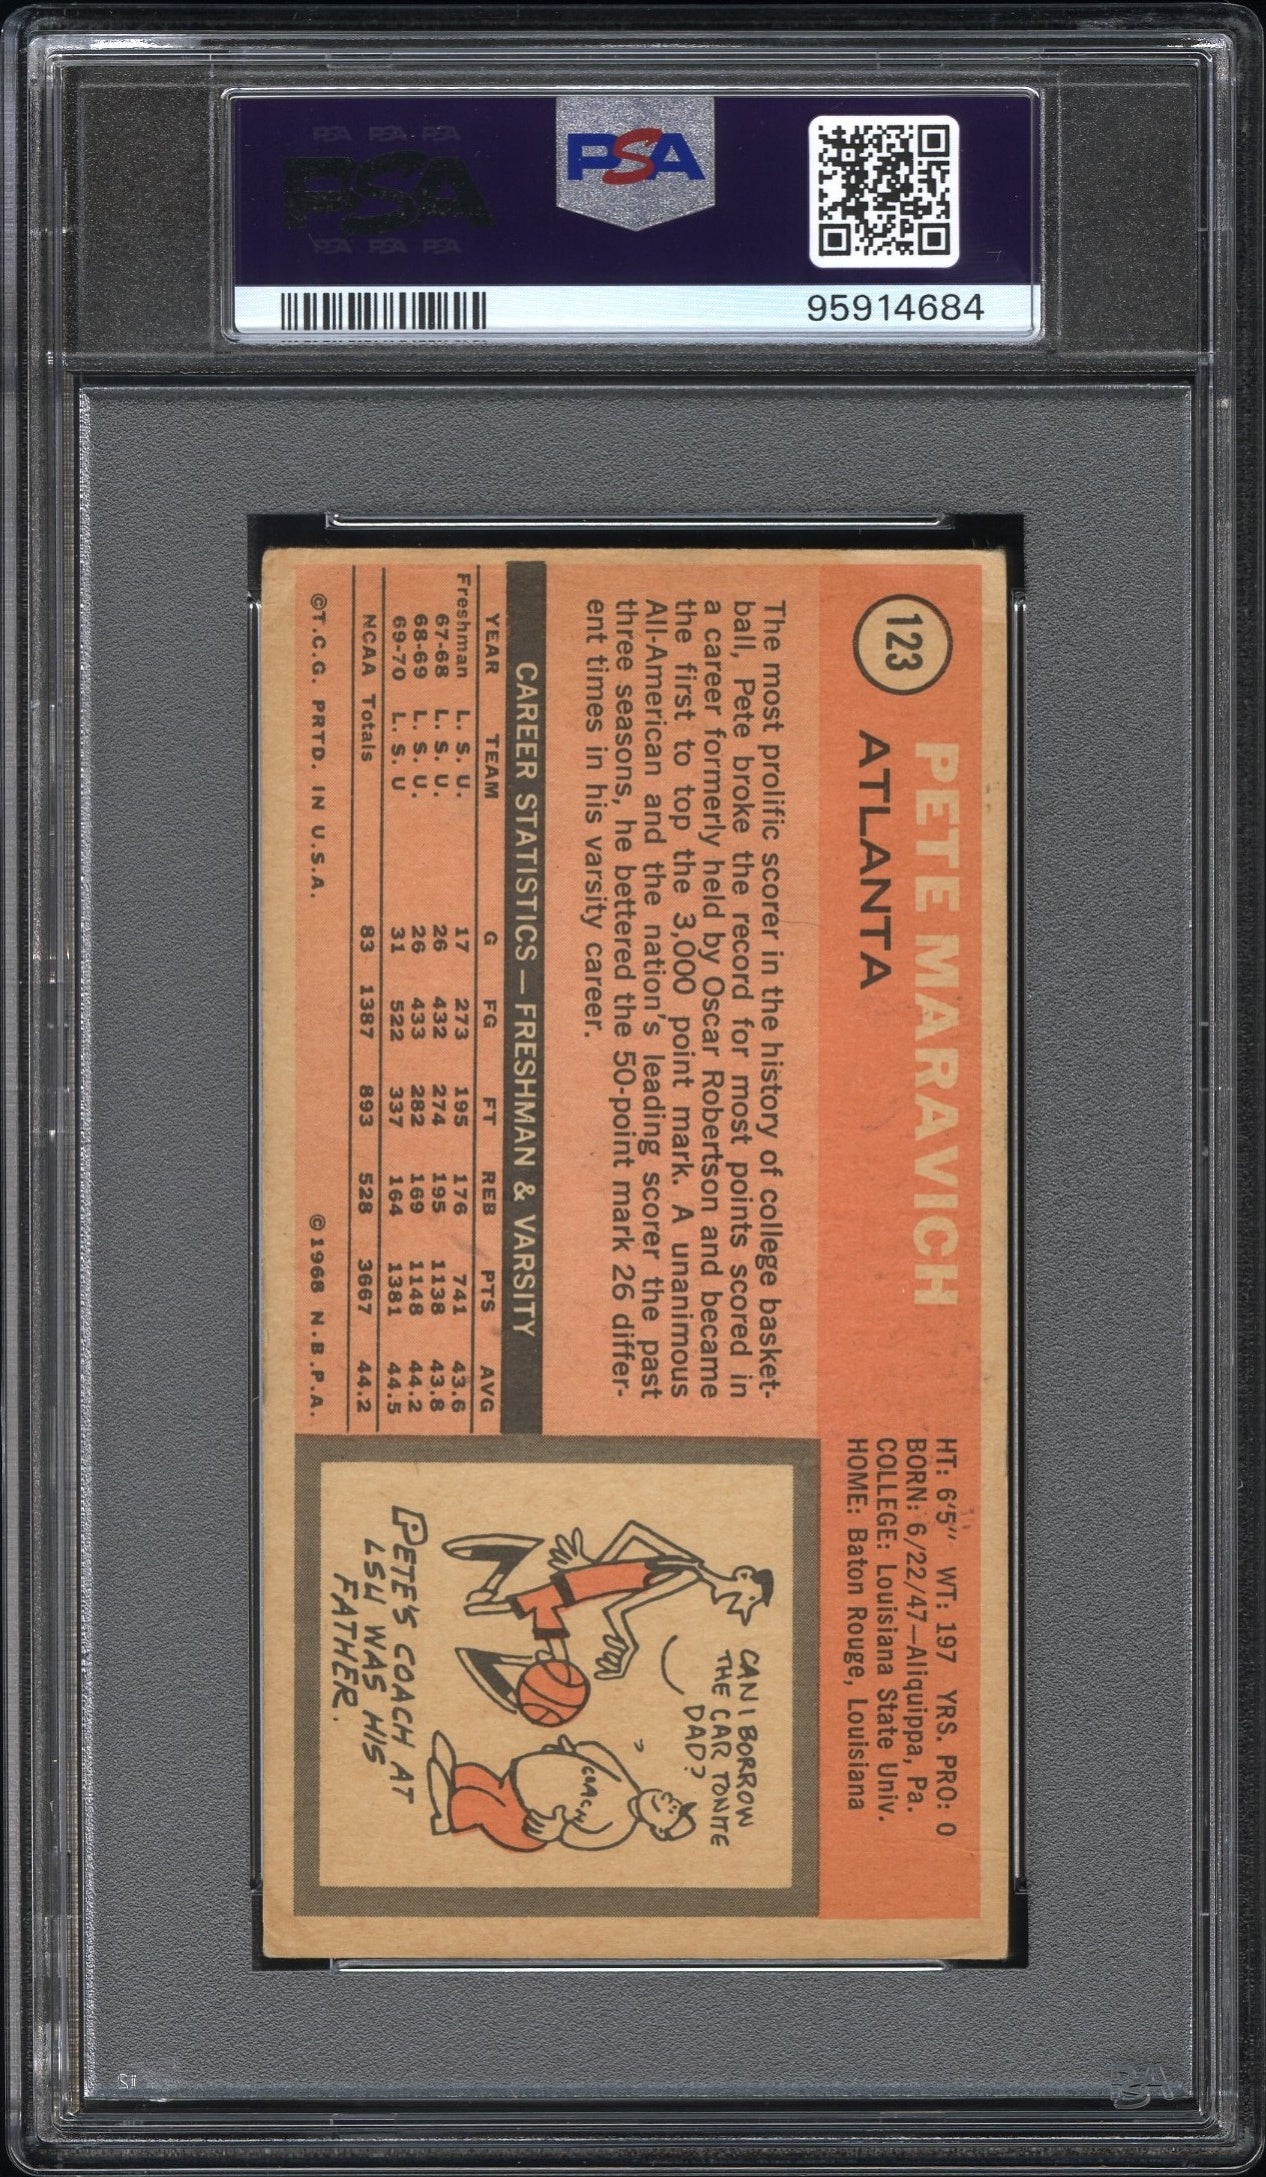 PSA PSA PSA
PSA
PSA PSA PSA
PSA
95914684
123
PETE MARAVICH
ATLANTA
HT: 6'5" WT: 197 YRS. PRO: 0
BORN: 6/22/47—Aliquippa, Pa.
COLLEGE: Louisiana State Univ.
HOME: Baton Rouge, Louisiana
The most prolific scorer in the history of college basket-
ball, Pete broke the record for most points scored in
a career formerly held by Oscar Robertson and became
the first to top the 3,000 point mark. A unanimous
All-American and the nation's leading scorer the past
three seasons, he bettered the 50-point mark 26 differ-
ent times in his varsity career.
CAREER STATISTICS — FRESHMAN & VARSITY
YEAR TEAM G FG FT REB PTS AVG
Freshman L. S. U. 17 273 195 176 741 43.6
67-68 L. S. U. 26 432 274 195 1138 43.8
68-69 L. S. U. 26 433 282 169 1148 44.2
69-70 L. S. U 31 522 337 164 1381 44.5
NCAA Totals 83 1387 893 528 3667 44.2
©T.C.G. PRTD. IN U.S.A. ©1968 N.B.P.A.
CAN I BORROW
THE CAR TONITE
DAD?
COACH
PETE'S COACH AT
LSU WAS HIS
FATHER.
PSA